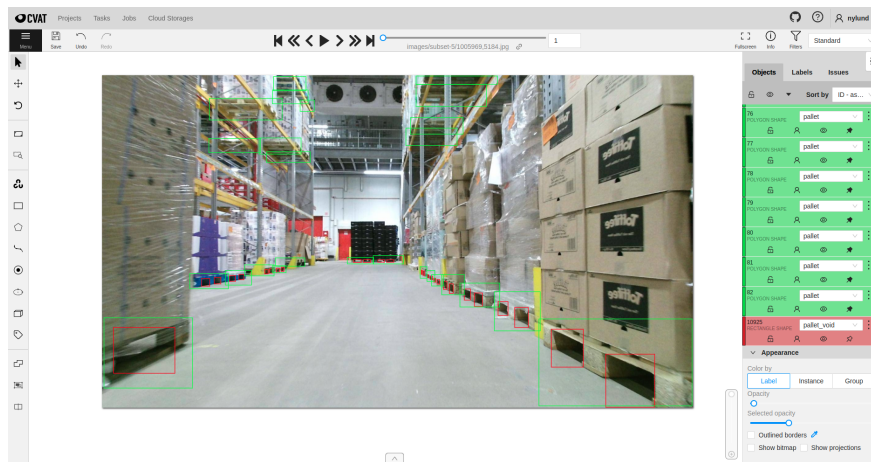 CVAT Projects Tasks Jobs Cloud Storages nylund
Menu Save Undo Redo
images/subset-5/1005969,5184.jpg 1
Fullscreen Info Filters Standard
Objects Labels Issues
Sort by ID - as...
76 pallet
POLYGON SHAPE
77 pallet
POLYGON SHAPE
78 pallet
POLYGON SHAPE
79 pallet
POLYGON SHAPE
80 pallet
POLYGON SHAPE
81 pallet
POLYGON SHAPE
82 pallet
POLYGON SHAPE
10925 pallet_void
RECTANGLE SHAPE
Appearance
Color by
Label Instance Group
Opacity
Selected opacity
Outlined borders
Show bitmap Show projections
Toffifee
Toffifee
Toffifee
Toffifee